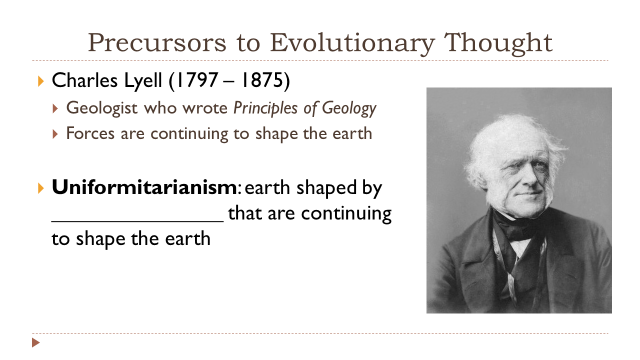 Precursors to Evolutionary Thought
Charles Lyell (1797 – 1875)
Geologist who wrote Principles of Geology
Forces are continuing to shape the earth
Uniformitarianism: earth shaped by
________________ that are continuing
to shape the earth